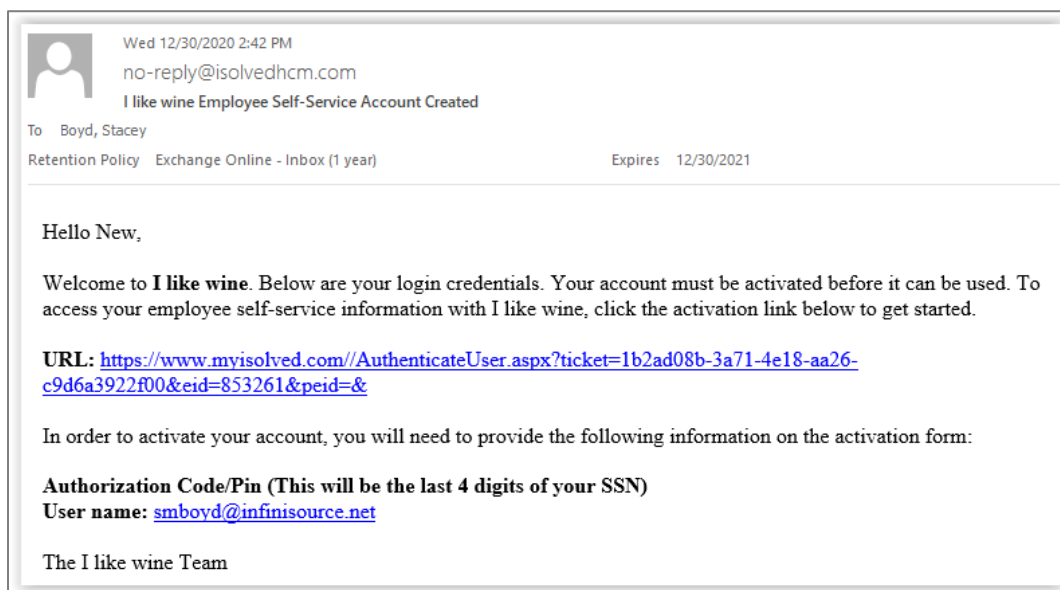 Wed 12/30/2020 2:42 PM
no-reply@isolvedhcm.com
I like wine Employee Self-Service Account Created
To Boyd, Stacey
Retention Policy Exchange Online - Inbox (1 year) Expires 12/30/2021
Hello New,
Welcome to I like wine. Below are your login credentials. Your account must be activated before it can be used. To
access your employee self-service information with I like wine, click the activation link below to get started.
URL: https://www.myisolved.com//AuthenticateUser.aspx?ticket=1b2ad08b-3a71-4e18-aa26-
c9d6a3922f00&eid=853261&peid=&
In order to activate your account, you will need to provide the following information on the activation form:
Authorization Code/Pin (This will be the last 4 digits of your SSN)
User name: smboyd@infinisource.net
The I like wine Team